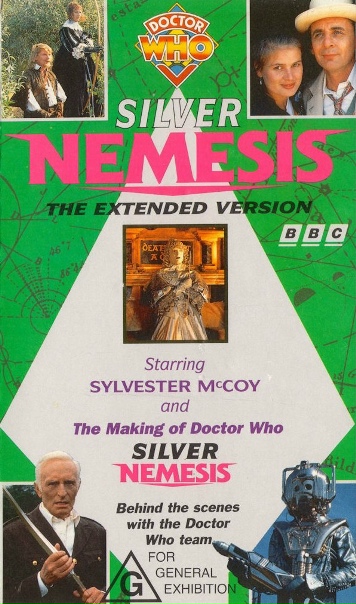 DOCTOR
WHO
SILVER
NEMESIS
THE EXTENDED VERSION
BBC
DEATH
Starring
SYLVESTER McCOY
and
The Making of Doctor Who
SILVER
NEMESIS
Behind the scenes
with the Doctor
Who team
G
FOR
GENERAL
EXHIBITION